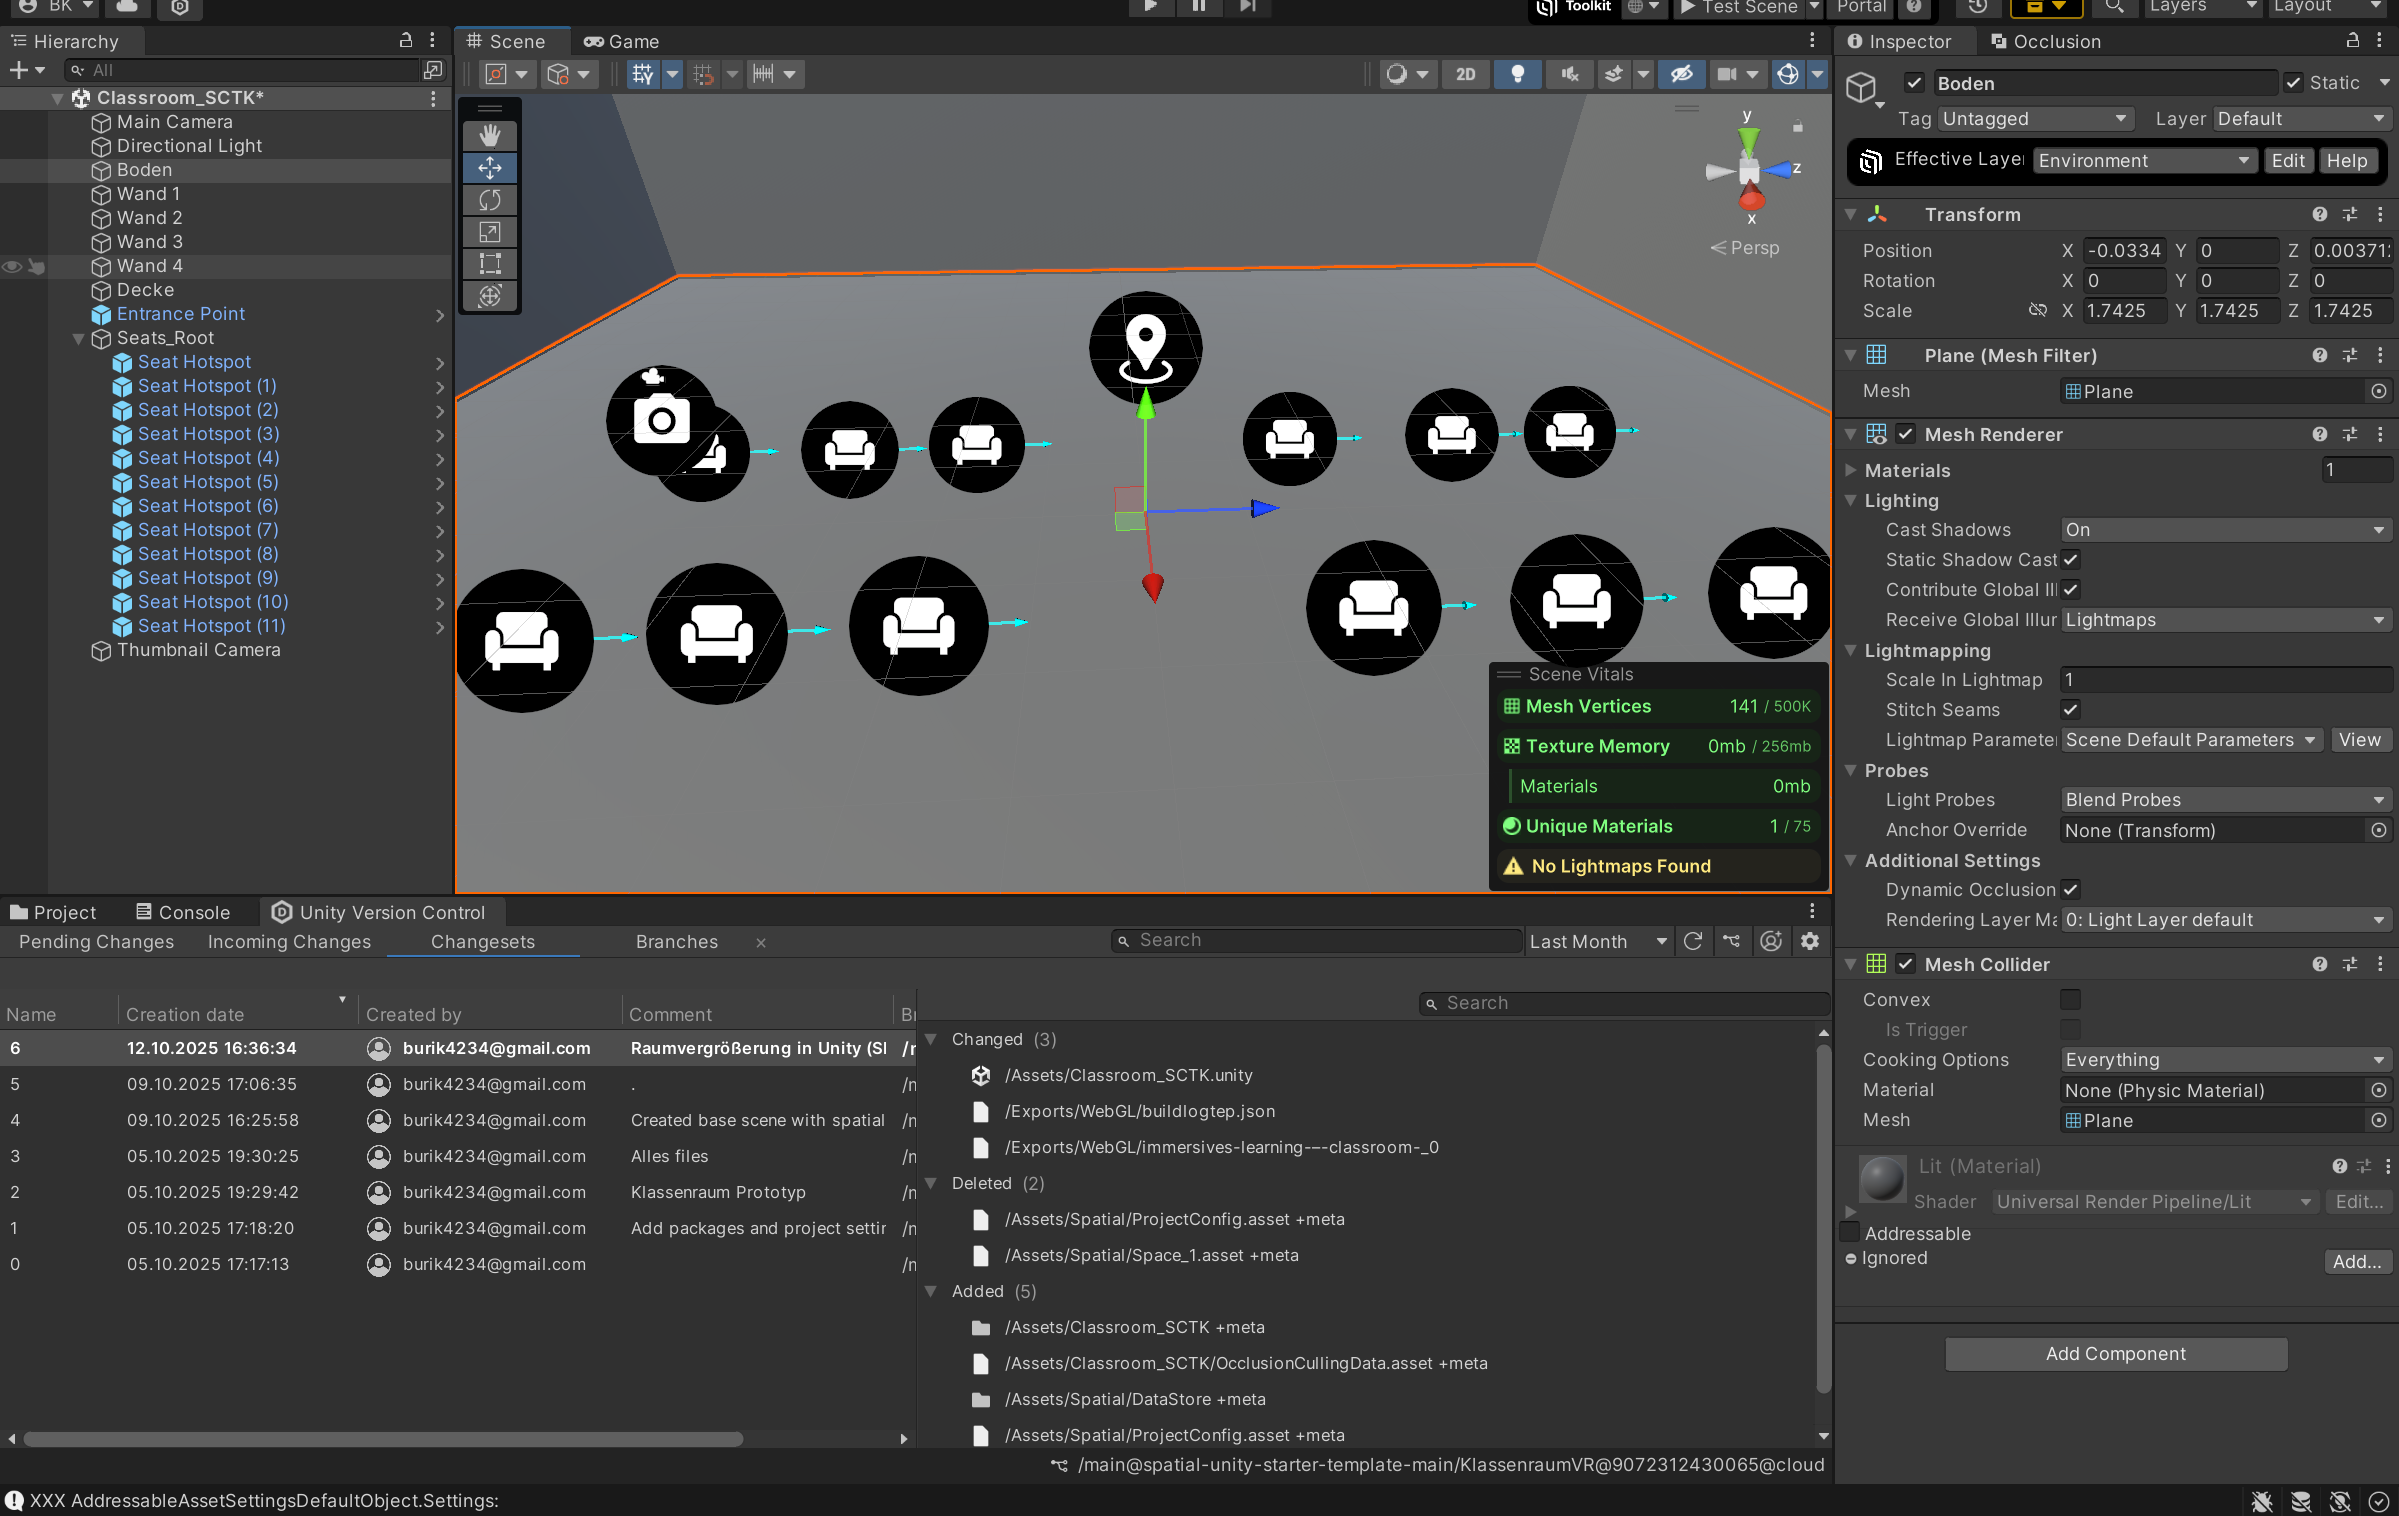 BK
Toolkit
Test Scene
Portal
Layers
Layout
Hierarchy
All
Classroom_SCTK*
Main Camera
Directional Light
Boden
Wand 1
Wand 2
Wand 3
Wand 4
Decke
Entrance Point
Seats_Root
Seat Hotspot
Seat Hotspot (1)
Seat Hotspot (2)
Seat Hotspot (3)
Seat Hotspot (4)
Seat Hotspot (5)
Seat Hotspot (6)
Seat Hotspot (7)
Seat Hotspot (8)
Seat Hotspot (9)
Seat Hotspot (10)
Seat Hotspot (11)
Thumbnail Camera
Scene
Game
2D
y
z
x
Persp
Scene Vitals
Mesh Vertices 141 / 500K
Texture Memory 0mb / 256mb
Materials 0mb
Unique Materials 1 / 75
No Lightmaps Found
Inspector
Occlusion
Boden
Static
Tag Untagged Layer Default
Effective Layer Environment Edit Help
Transform
Position X -0.0334 Y 0 Z 0.00371
Rotation X 0 Y 0 Z 0
Scale X 1.7425 Y 1.7425 Z 1.7425
Plane (Mesh Filter)
Mesh Plane
Mesh Renderer
Materials 1
Lighting
Cast Shadows On
Static Shadow Cast
Contribute Global Ill
Receive Global Illur Lightmaps
Lightmapping
Scale In Lightmap 1
Stitch Seams
Lightmap Parameter Scene Default Parameters View
Probes
Light Probes Blend Probes
Anchor Override None (Transform)
Additional Settings
Dynamic Occlusion
Rendering Layer Ma 0: Light Layer default
Mesh Collider
Convex
Is Trigger
Cooking Options Everything
Material None (Physic Material)
Mesh Plane
Lit (Material)
Shader Universal Render Pipeline/Lit Edit...
Addressable
Ignored Add...
Add Component
Project
Console
Unity Version Control
Pending Changes Incoming Changes Changesets Branches ×
Search
Last Month
Name Creation date Created by Comment Br
6 12.10.2025 16:36:34 burik4234@gmail.com Raumvergrößerung in Unity (SI /r
5 09.10.2025 17:06:35 burik4234@gmail.com . /n
4 09.10.2025 16:25:58 burik4234@gmail.com Created base scene with spatial /n
3 05.10.2025 19:30:25 burik4234@gmail.com Alles files /n
2 05.10.2025 19:29:42 burik4234@gmail.com Klassenraum Prototyp /n
1 05.10.2025 17:18:20 burik4234@gmail.com Add packages and project settir /n
0 05.10.2025 17:17:13 burik4234@gmail.com /n
Search
Changed (3)
/Assets/Classroom_SCTK.unity
/Exports/WebGL/buildlogtep.json
/Exports/WebGL/immersives-learning---classroom-_0
Deleted (2)
/Assets/Spatial/ProjectConfig.asset +meta
/Assets/Spatial/Space_1.asset +meta
Added (5)
/Assets/Classroom_SCTK +meta
/Assets/Classroom_SCTK/OcclusionCullingData.asset +meta
/Assets/Spatial/DataStore +meta
/Assets/Spatial/ProjectConfig.asset +meta
/main@spatial-unity-starter-template-main/KlassenraumVR@9072312430065@cloud
XXX AddressableAssetSettingsDefaultObject.Settings: